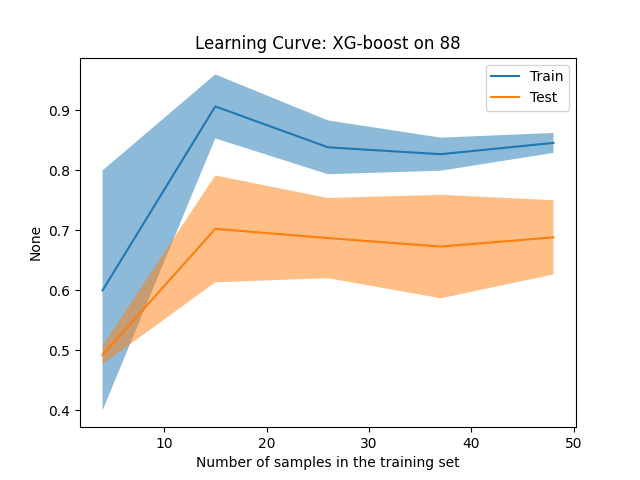 Learning Curve: XG-boost on 88
Train
Test
0.9
0.8
0.7
0.6
0.5
0.4
None
10
20
30
40
50
Number of samples in the training set